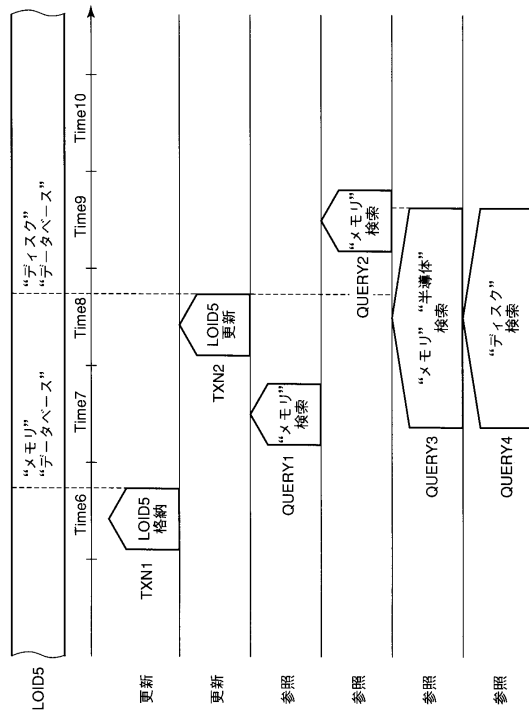 LOID5
“メモリ”
“データベース”
“ディスク”
“データベース”
Time6
Time7
Time8
Time9
Time10
更新
TXN1
LOID5
格納
更新
TXN2
LOID5
更新
参照
QUERY1
“メモリ”
検索
参照
QUERY2
“メモリ”
検索
参照
QUERY3
“メモリ” “半導体”
検索
参照
QUERY4
“ディスク”
検索